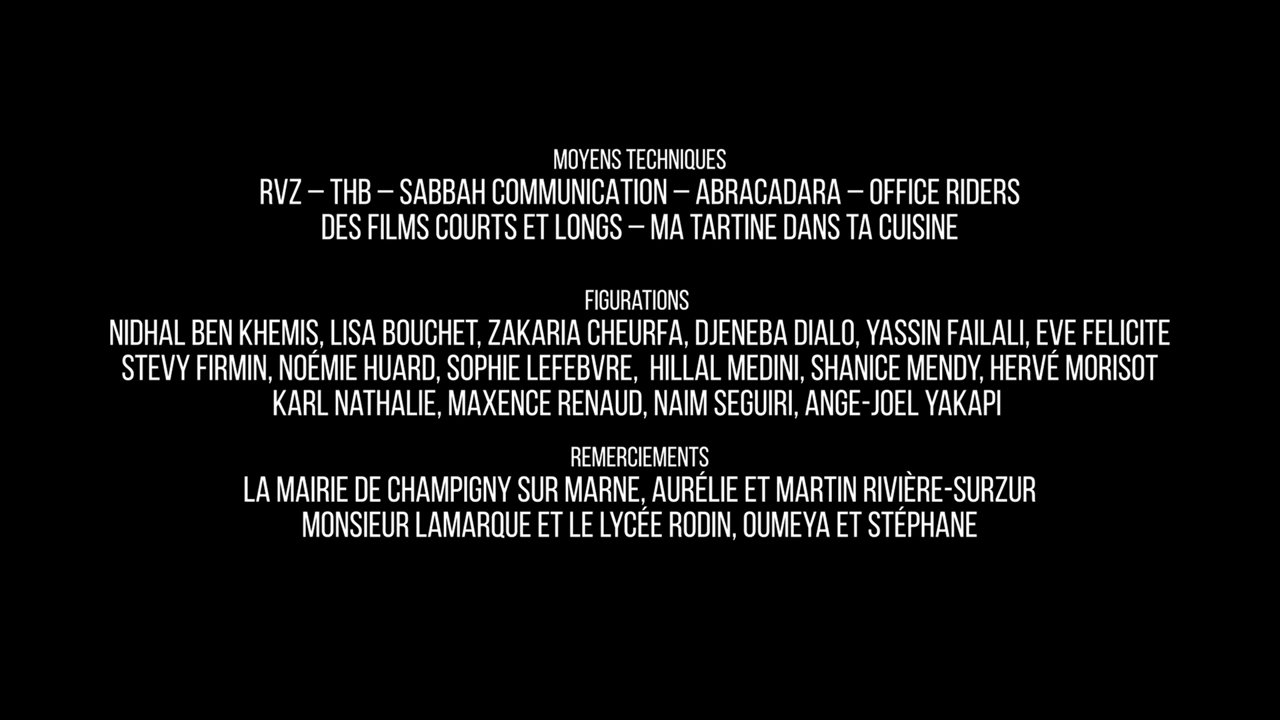 MOYENS TECHNIQUES
RVZ – THB – SABBAH COMMUNICATION – ABRACADARA – OFFICE RIDERS
DES FILMS COURTS ET LONGS – MA TARTINE DANS TA CUISINE
FIGURATIONS
NIDHAL BEN KHEMIS, LISA BOUCHET, ZAKARIA CHEURFA, DJENEBA DIALO, YASSIN FAILALI, EVE FELICITE
STEVY FIRMIN, NOÉMIE HUARD, SOPHIE LEFEBVRE,  HILLAL MEDINI, SHANICE MENDY, HERVÉ MORISOT
KARL NATHALIE, MAXENCE RENAUD, NAIM SEGUIRI, ANGE-JOEL YAKAPI
REMERCIEMENTS
LA MAIRIE DE CHAMPIGNY SUR MARNE, AURÉLIE ET MARTIN RIVIÈRE-SURZUR
MONSIEUR LAMARQUE ET LE LYCÉE RODIN, OUMEYA ET STÉPHANE